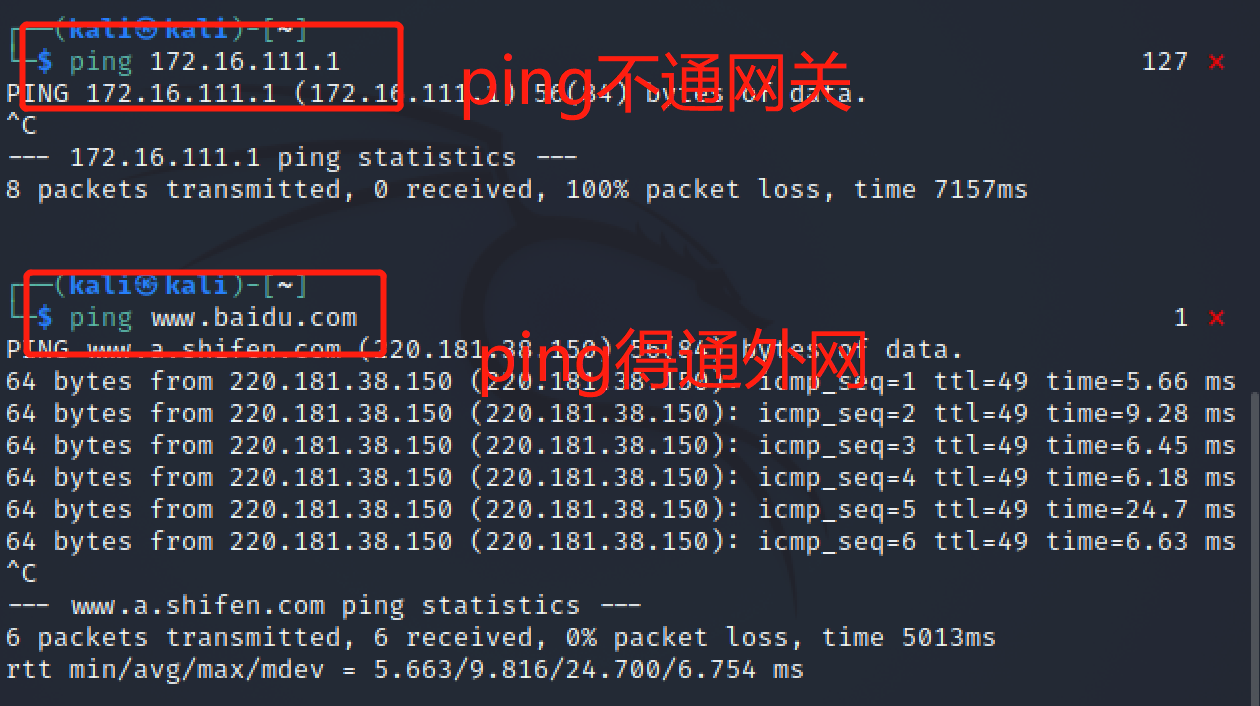 ┌──(kali㉿kali)-[~]
└─$ ping 172.16.111.1 127 ✗
PING 172.16.111.1 (172.16.111.1) 56(84) bytes of data.
ping不通网关
^C
--- 172.16.111.1 ping statistics ---
8 packets transmitted, 0 received, 100% packet loss, time 7157ms
┌──(kali㉿kali)-[~]
└─$ ping www.baidu.com 1 ✗
PING www.a.shifen.com (220.181.38.150) 56(84) bytes of data.
ping得通外网
64 bytes from 220.181.38.150 (220.181.38.150): icmp_seq=1 ttl=49 time=5.66 ms
64 bytes from 220.181.38.150 (220.181.38.150): icmp_seq=2 ttl=49 time=9.28 ms
64 bytes from 220.181.38.150 (220.181.38.150): icmp_seq=3 ttl=49 time=6.45 ms
64 bytes from 220.181.38.150 (220.181.38.150): icmp_seq=4 ttl=49 time=6.18 ms
64 bytes from 220.181.38.150 (220.181.38.150): icmp_seq=5 ttl=49 time=24.7 ms
64 bytes from 220.181.38.150 (220.181.38.150): icmp_seq=6 ttl=49 time=6.63 ms
^C
--- www.a.shifen.com ping statistics ---
6 packets transmitted, 6 received, 0% packet loss, time 5013ms
rtt min/avg/max/mdev = 5.663/9.816/24.700/6.754 ms